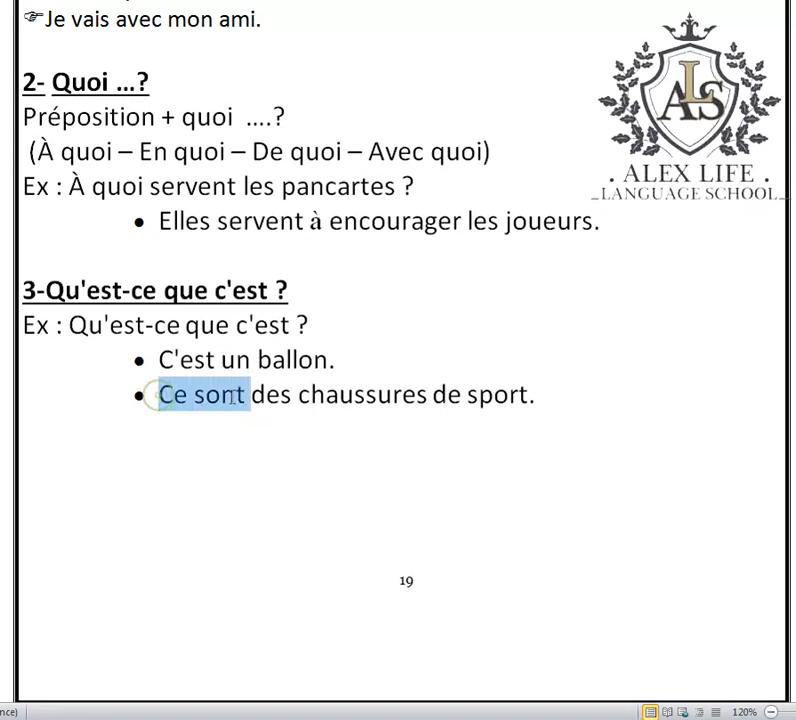 ☞Je vais avec mon ami.
2- Quoi ...?
Préposition + quoi ....?
(À quoi – En quoi – De quoi – Avec quoi)
Ex : À quoi servent les pancartes ?
• Elles servent à encourager les joueurs.
3-Qu'est-ce que c'est ?
Ex : Qu'est-ce que c'est ?
• C'est un ballon.
• Ce sont des chaussures de sport.
19
ALS
. ALEX LIFE .
LANGUAGE SCHOOL
nce)
120%